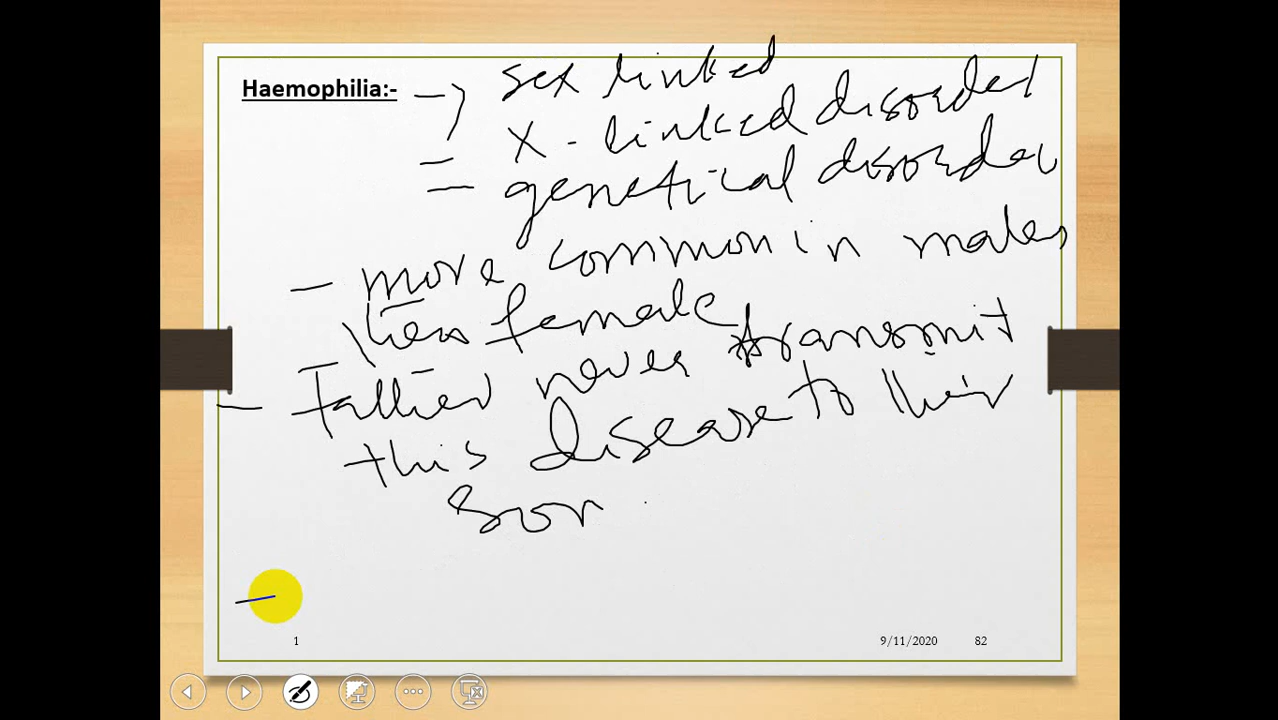 Haemophilia:- -> sex linked
- X - linked disorder
- genetical disorder
- more common in males
then female
- Father never transmit
this disease to their
son
1 9/11/2020 82